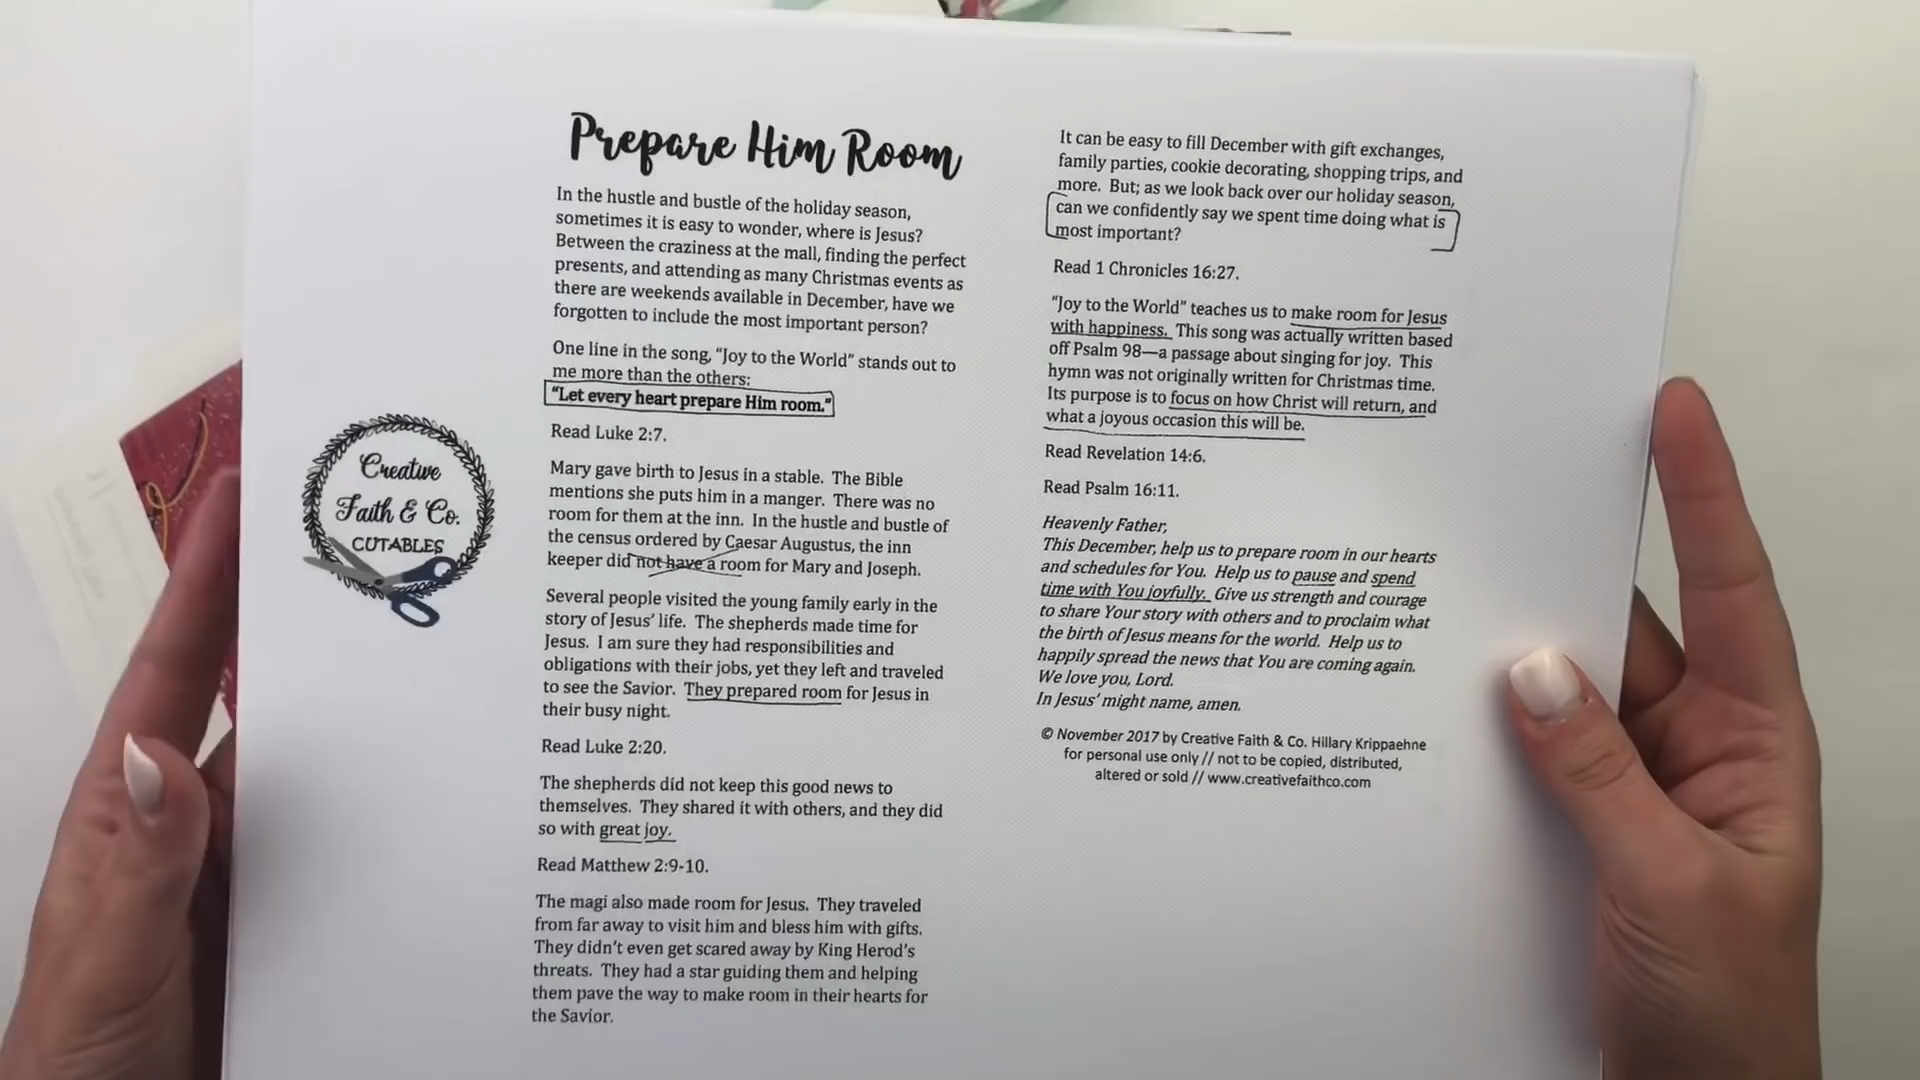 Prepare Him Room
In the hustle and bustle of the holiday season,
sometimes it is easy to wonder, where is Jesus?
Between the craziness at the mall, finding the perfect
presents, and attending as many Christmas events as
there are weekends available in December, have we
forgotten to include the most important person?
One line in the song, “Joy to the World” stands out to
me more than the others:
“Let every heart prepare Him room.”
Read Luke 2:7.
Mary gave birth to Jesus in a stable. The Bible
mentions she puts him in a manger. There was no
room for them at the inn. In the hustle and bustle of
the census ordered by Caesar Augustus, the inn
keeper did not have a room for Mary and Joseph.
Several people visited the young family early in the
story of Jesus’ life. The shepherds made time for
Jesus. I am sure they had responsibilities and
obligations with their jobs, yet they left and traveled
to see the Savior. They prepared room for Jesus in
their busy night.
Read Luke 2:20.
The shepherds did not keep this good news to
themselves. They shared it with others, and they did
so with great joy.
Read Matthew 2:9-10.
The magi also made room for Jesus. They traveled
from far away to visit him and bless him with gifts.
They didn’t even get scared away by King Herod’s
threats. They had a star guiding them and helping
them pave the way to make room in their hearts for
the Savior.
It can be easy to fill December with gift exchanges,
family parties, cookie decorating, shopping trips, and
more. But; as we look back over our holiday season,
can we confidently say we spent time doing what is
most important?
Read 1 Chronicles 16:27.
“Joy to the World” teaches us to make room for Jesus
with happiness. This song was actually written based
off Psalm 98—a passage about singing for joy. This
hymn was not originally written for Christmas time.
Its purpose is to focus on how Christ will return, and
what a joyous occasion this will be.
Read Revelation 14:6.
Read Psalm 16:11.
Heavenly Father,
This December, help us to prepare room in our hearts
and schedules for You. Help us to pause and spend
time with You joyfully. Give us strength and courage
to share Your story with others and to proclaim what
the birth of Jesus means for the world. Help us to
happily spread the news that You are coming again.
We love you, Lord.
In Jesus’ might name, amen.
© November 2017 by Creative Faith & Co. Hillary Krippaehne
for personal use only // not to be copied, distributed,
altered or sold // www.creativefaithco.com
Creative
Faith & Co.
CUTABLES